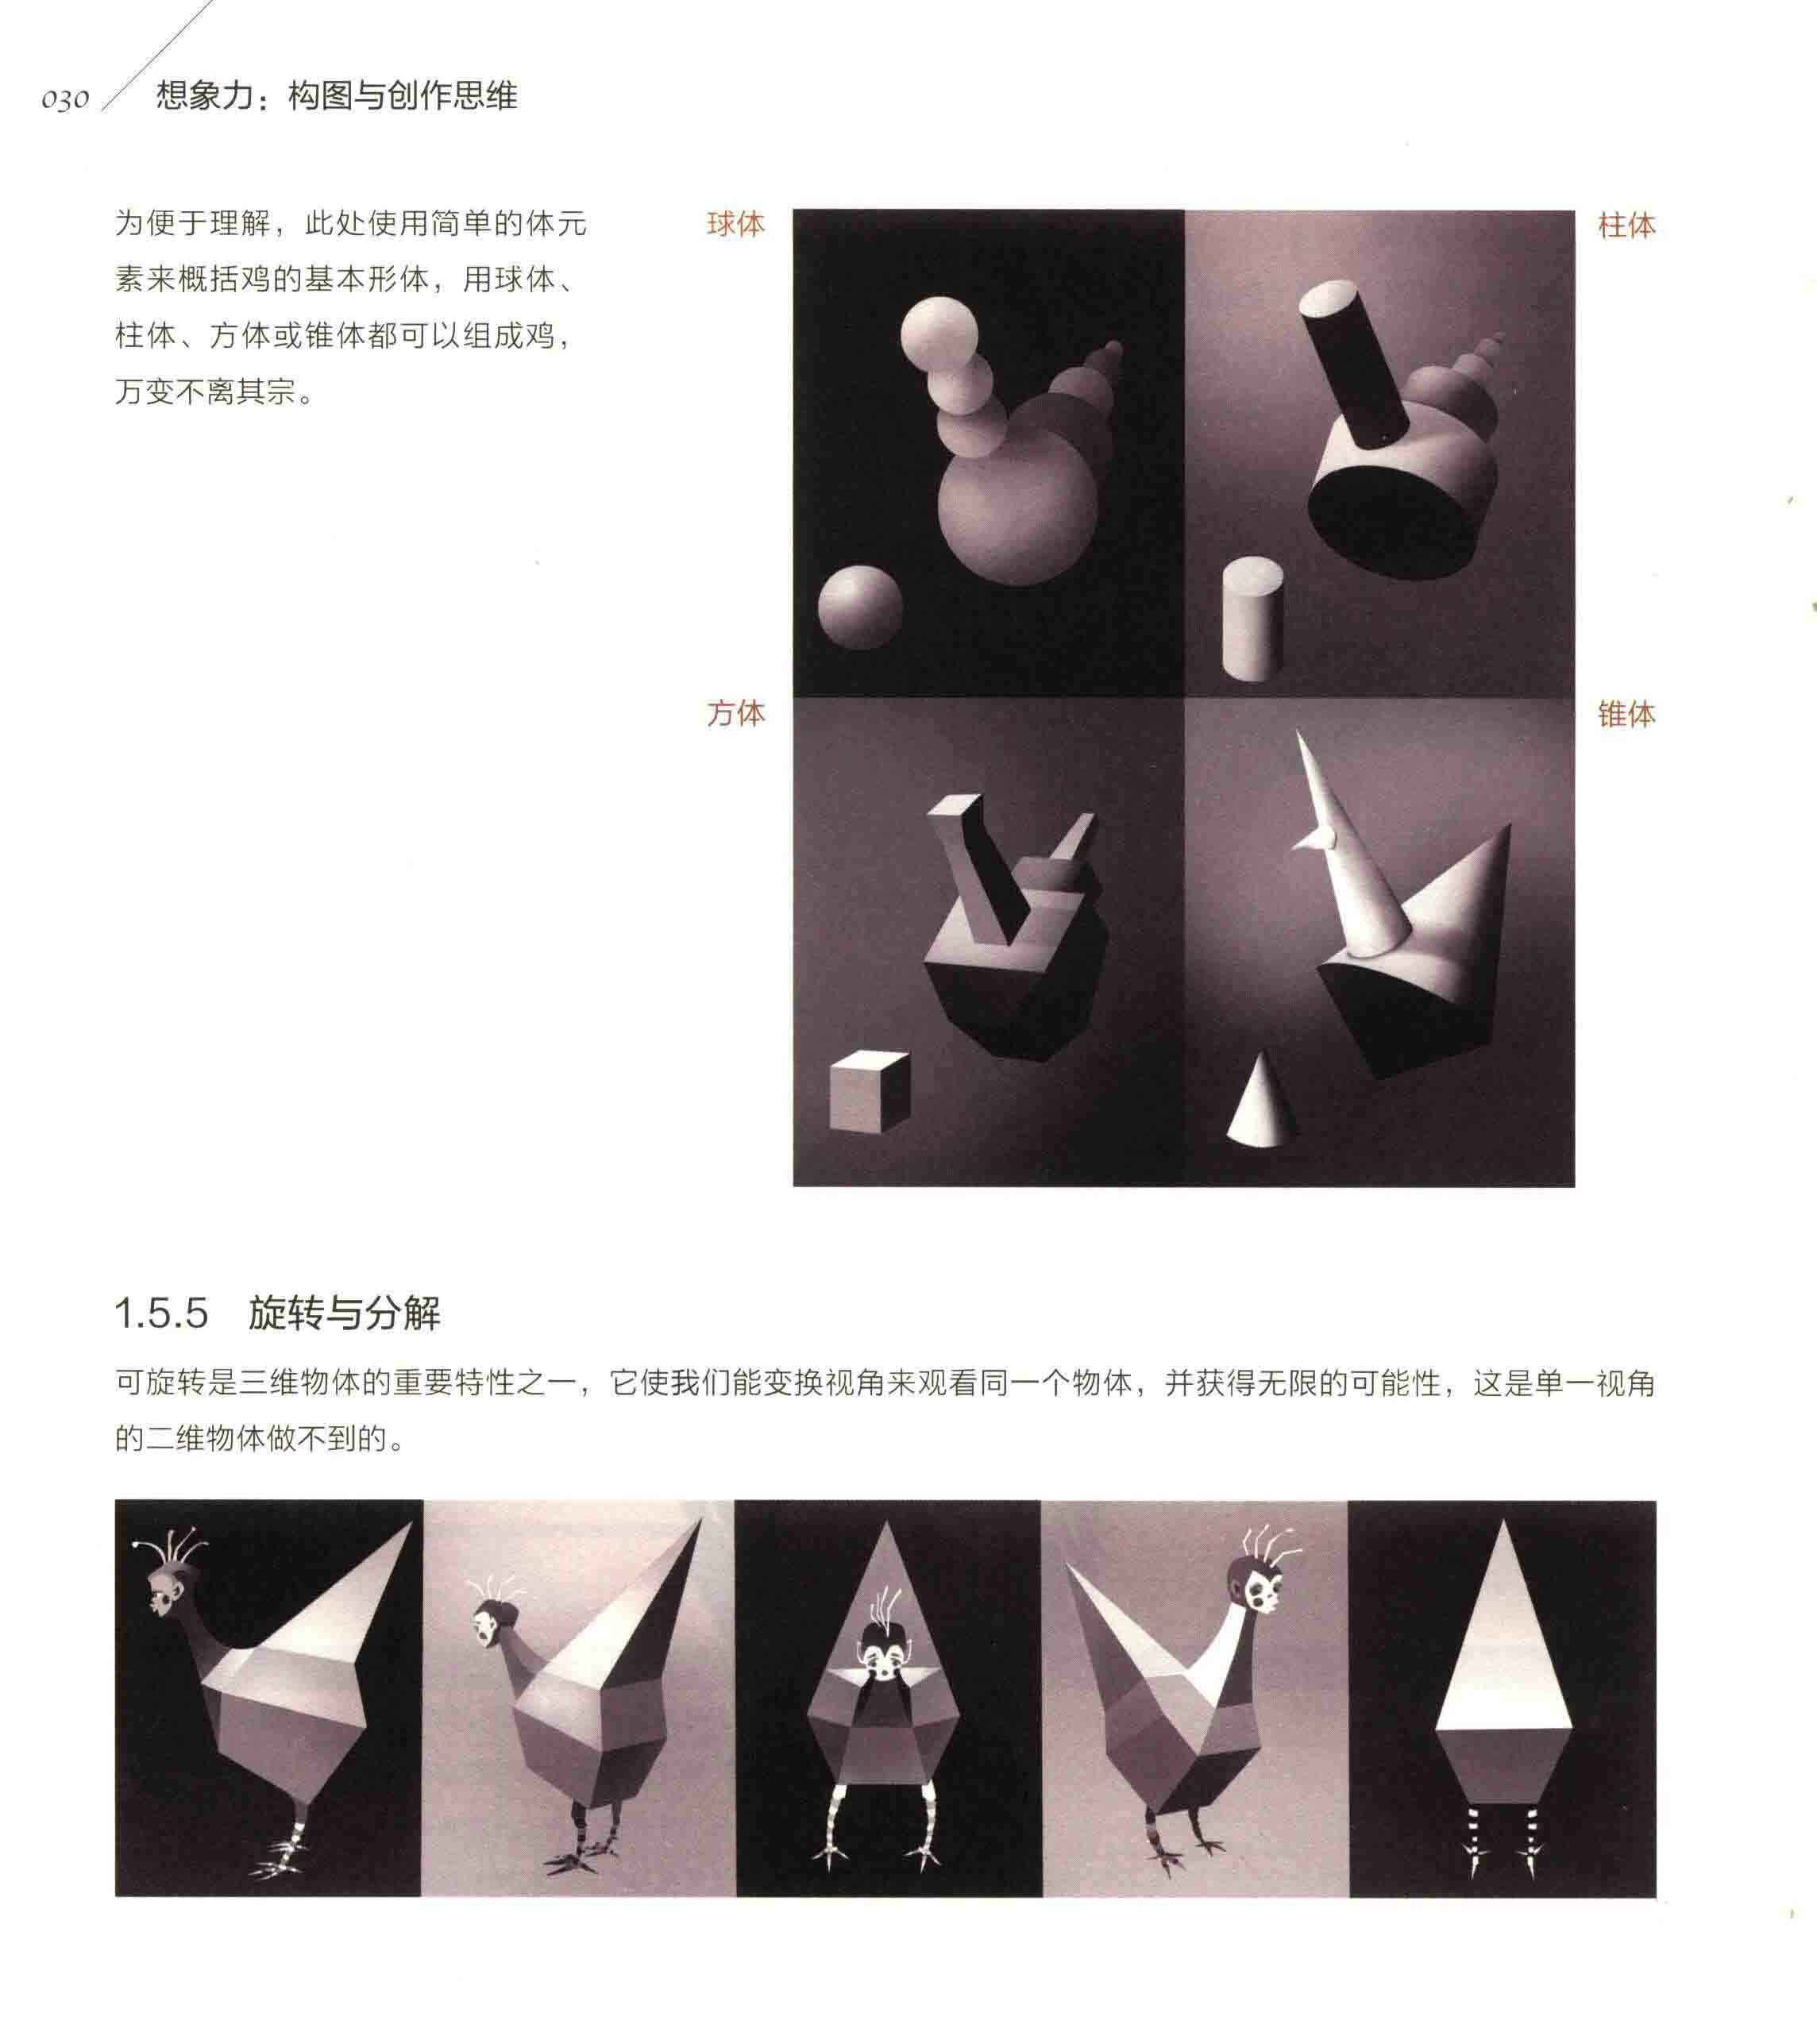 030
想象力：构图与创作思维
为便于理解，此处使用简单的体元
素来概括鸡的基本形体，用球体、
柱体、方体或锥体都可以组成鸡，
万变不离其宗。
球体
柱体
方体
锥体
1.5.5 旋转与分解
可旋转是三维物体的重要特性之一，它使我们能变换视角来观看同一个物体，并获得无限的可能性，这是单一视角
的二维物体做不到的。